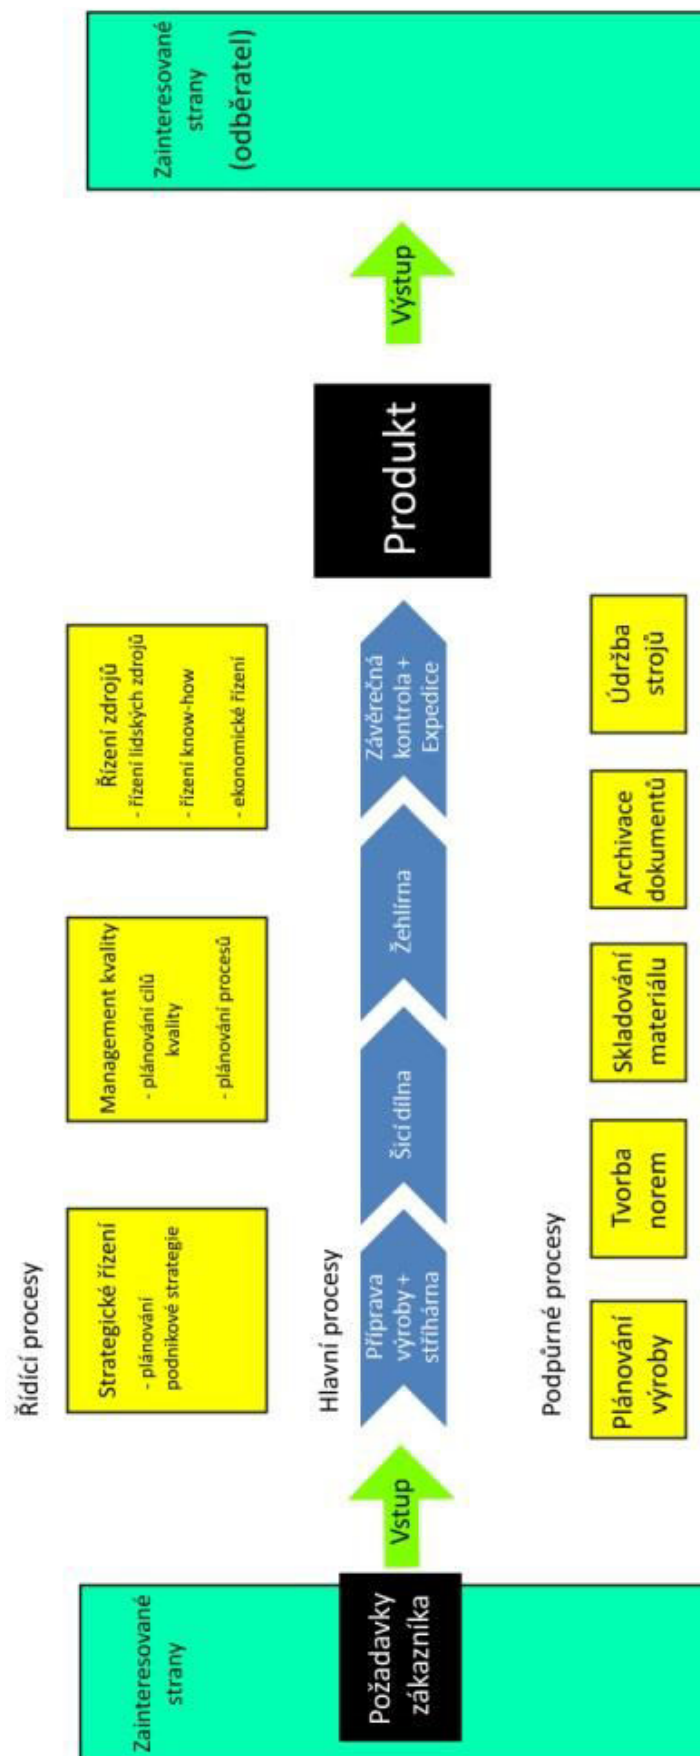 Zainteresované
strany
Požadavky
zákazníka
Vstup
Řídící procesy
Strategické řízení
- plánování
podnikové strategie
Management kvality
- plánování cílů
kvality
- plánování procesů
Řízení zdrojů
- řízení lidských zdrojů
- řízení know-how
- ekonomické řízení
Hlavní procesy
Příprava
výroby +
stříhárna
Šicí dílna
Žehlírna
Závěrečná
kontrola +
Expedice
Podpůrné procesy
Plánování
výroby
Tvorba
norem
Skladování
materiálu
Archivace
dokumentů
Údržba
strojů
Produkt
Výstup
Zainteresované
strany
(odběratel)